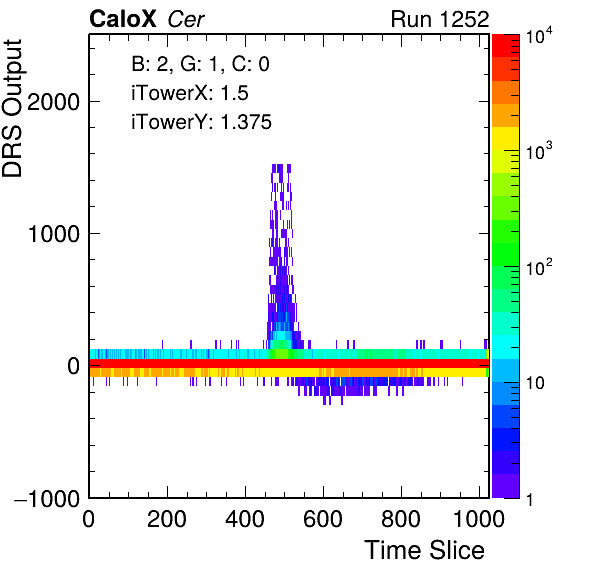 CaloX Cer Run 1252
B: 2, G: 1, C: 0
iTowerX: 1.5
iTowerY: 1.375
DRS Output
2000
1000
0
−1000
0 200 400 600 800 1000
Time Slice
10^4
10^3
10^2
10
1